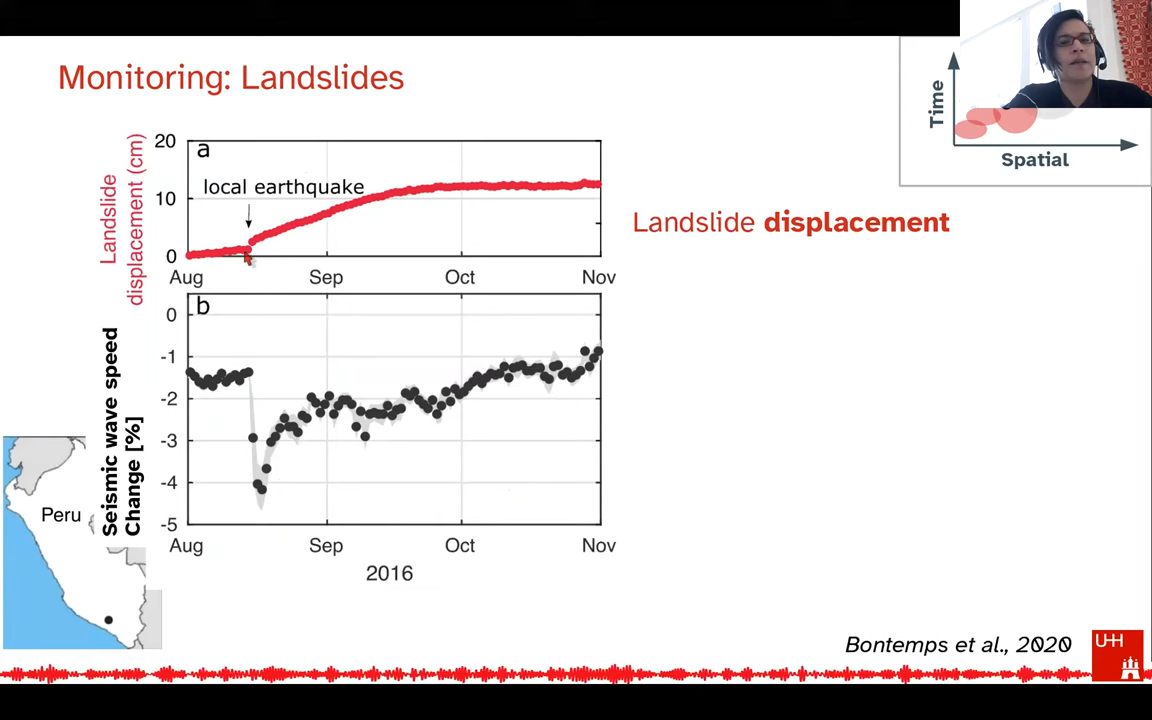 Monitoring: Landslides
Time
Spatial
Landslide
displacement (cm)
20
10
0
a
local earthquake
Aug
Sep
Oct
Nov
Landslide displacement
Seismic wave speed
Change [%]
0
-1
-2
-3
-4
-5
b
Aug
Sep
Oct
Nov
2016
Peru
Bontemps et al., 2020
UHH